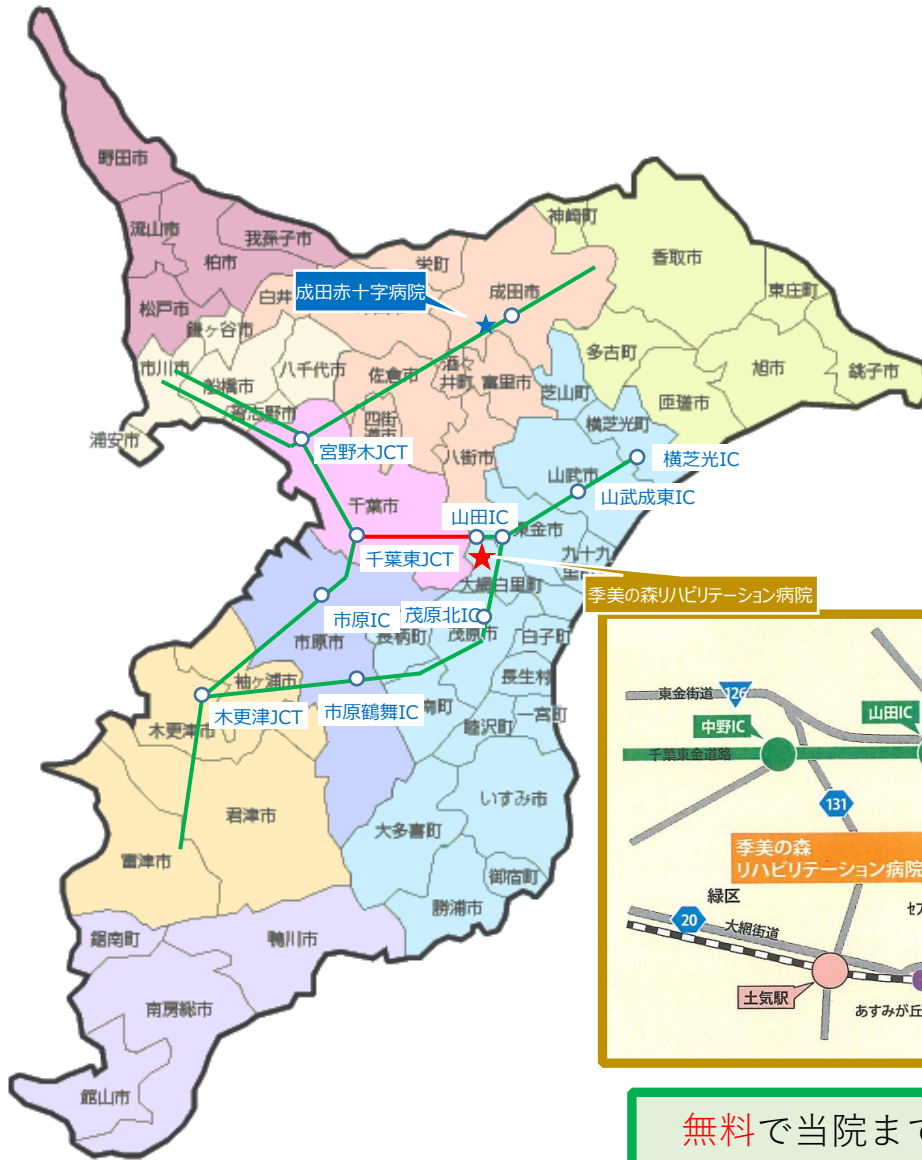 野田市
流山市
我孫子市
柏市
松戸市
鎌ヶ谷市
白井
栄町
成田市
神崎町
香取市
東庄町
成田赤十字病院
市川市
船橋市
八千代市
佐倉市
酒々
井町
富里市
芝山町
多古町
旭市
銚子市
匝瑳市
横芝光町
習志野市
四街
道市
浦安市
宮野木JCT
八街市
山武市
横芝光IC
山武成東IC
千葉市
山田IC
東金市
九十九
千葉東JCT
大網白里町
季美の森リハビリテーション病院
市原IC
茂原北IC
市原市
長柄町
茂原市
白子町
袖ヶ浦市
長生村
木更津JCT
市原鶴舞IC
南町
一宮町
木更津市
睦沢町
君津市
いすみ市
大多喜町
富津市
御宿町
勝浦市
鋸南町
鴨川市
南房総市
館山市
東金街道
126
中野IC
山田IC
千葉東金道路
131
季美の森
リハビリテーション病院
緑区
20
大網街道
セア
土気駅
あすみが丘
無料で当院まで